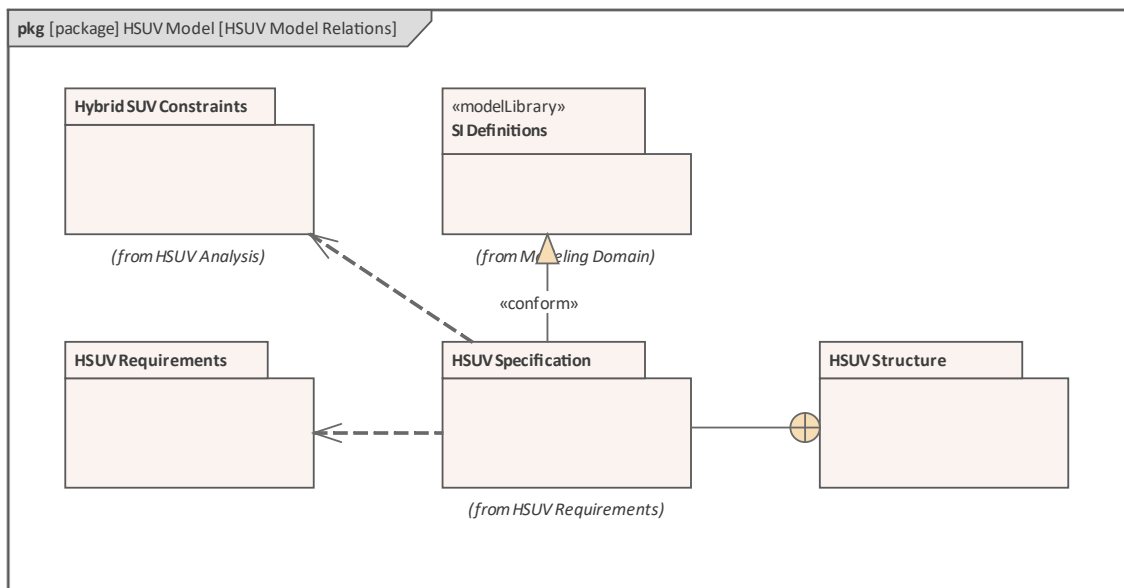 pkg [package] HSUV Model [HSUV Model Relations]
Hybrid SUV Constraints
«modelLibrary»
SI Definitions
(from HSUV Analysis)
(from Modeling Domain)
«conform»
HSUV Requirements
HSUV Specification
HSUV Structure
(from HSUV Requirements)